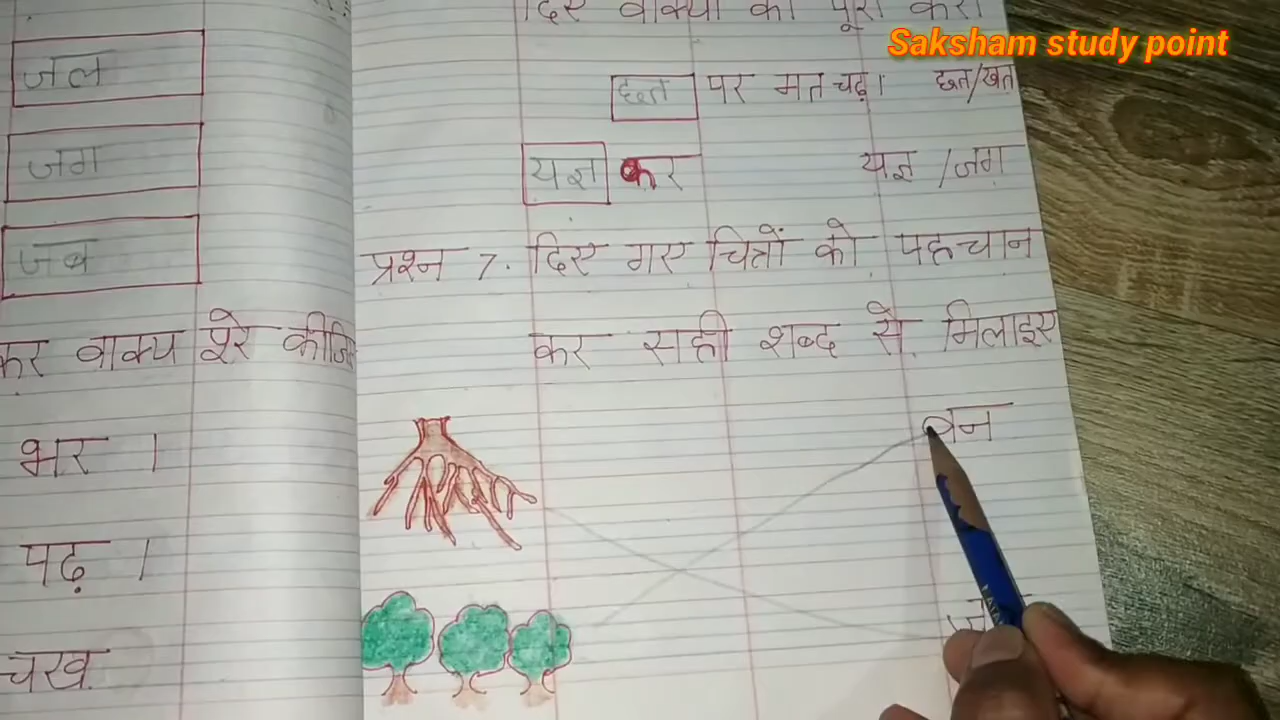 जल
जग
जब
कर वाक्य पूरे कीजि
भर ।
पढ़ ।
चख
दिए वाक्यों को पूरा करो
Saksham study point
छत पर मत चढ़। छत/खत
यज्ञ कर यज्ञ /जग
प्रश्न 7. दिए गए चित्रों को पहचान
कर सही शब्द से मिलाइए
वन